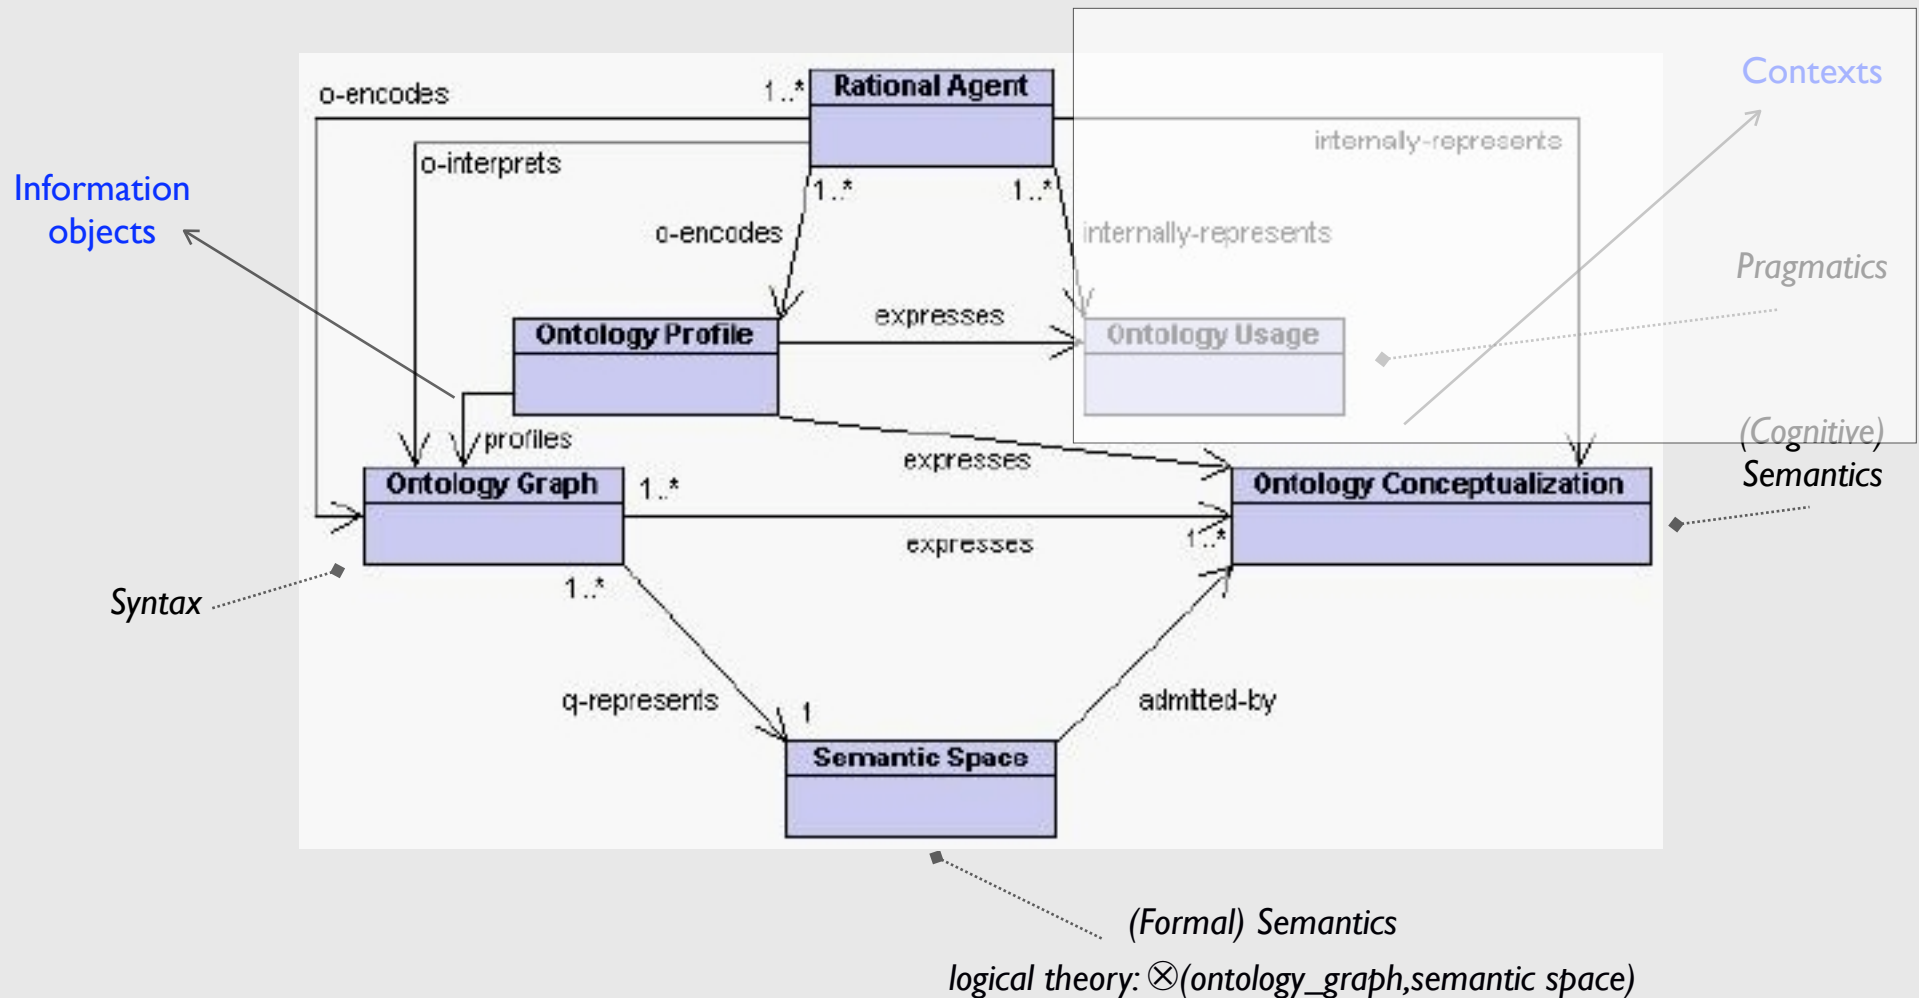 Contexts
Rational Agent
o-encodes
1..*
internally-represents
o-interprets
Information
objects
1..*
1..*
o-encodes
internally-represents
Pragmatics
expresses
Ontology Profile
Ontology Usage
profiles
(Cognitive)
Semantics
expresses
Ontology Graph
1..*
Ontology Conceptualization
expresses
1..*
1..*
Syntax
q-represents
1
admitted-by
Semantic Space
(Formal) Semantics
logical theory: ⊗(ontology_graph,semantic space)